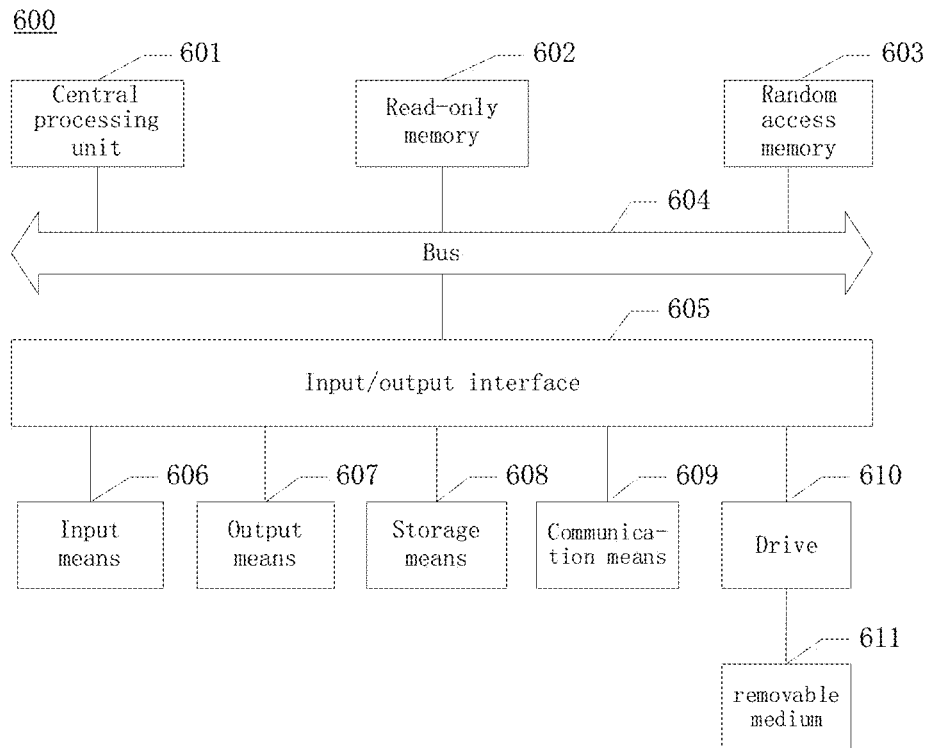 600
601
602
603
Central
processing
unit
Read-only
memory
Random
access
memory
604
Bus
605
Input/output interface
606
607
608
609
610
Input
means
Output
means
Storage
means
Communica-
tion means
Drive
611
removable
medium